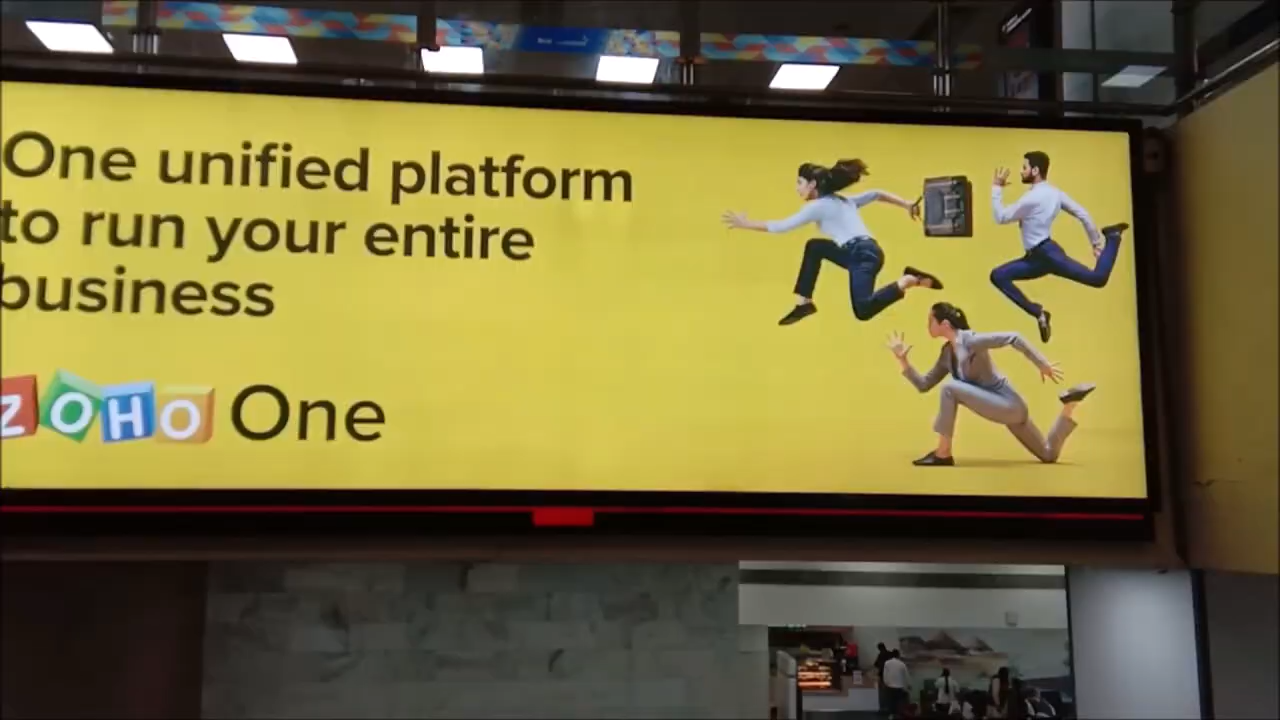 One unified platform
to run your entire
business
ZOHO One